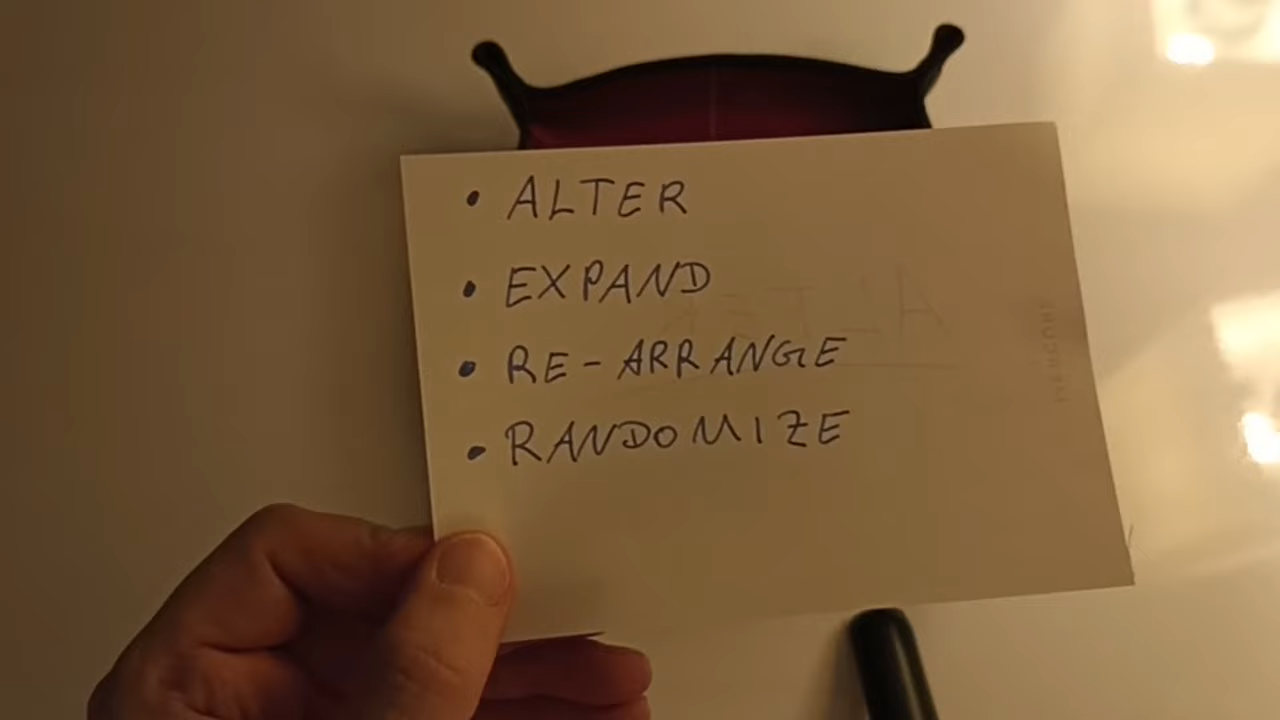 • ALTER
• EXPAND
• RE-ARRANGE
• RANDOMIZE